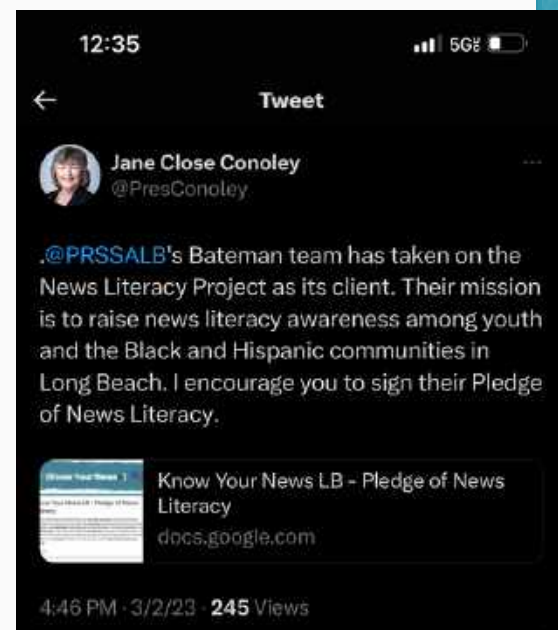 12:35
5G
Tweet
Jane Close Conoley
@PresConoley
.@PRSSALB's Bateman team has taken on the
News Literacy Project as its client. Their mission
is to raise news literacy awareness among youth
and the Black and Hispanic communities in
Long Beach. I encourage you to sign their Pledge
of News Literacy.
Know Your News LB - Pledge of News
Literacy
docs.google.com
4:46 PM · 3/2/23 · 245 Views